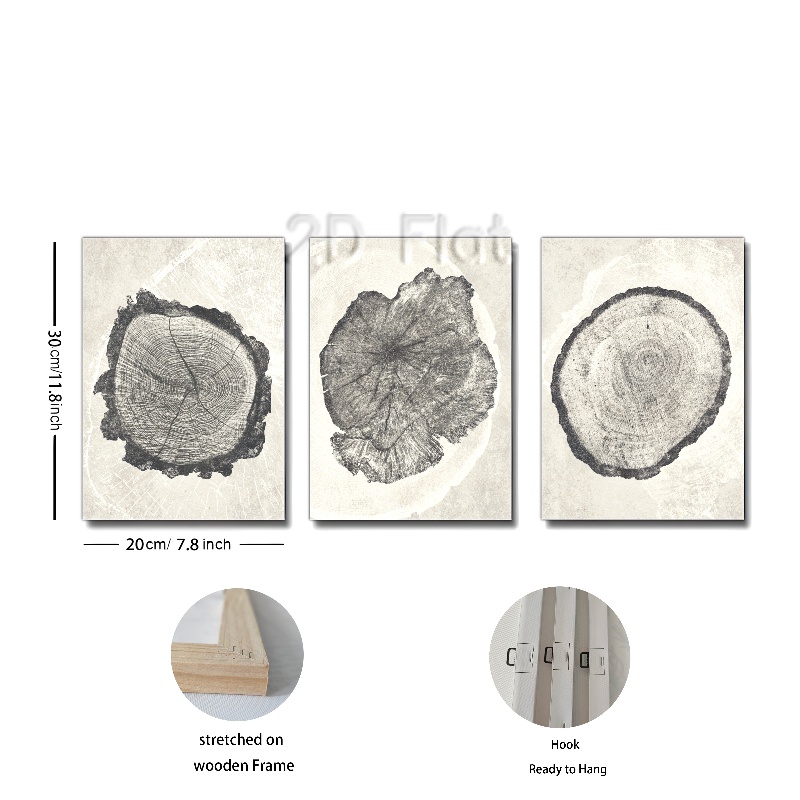 2D Flat
30cm/11.8inch
20cm/ 7.8 inch
stretched on
wooden Frame
Hook
Ready to Hang